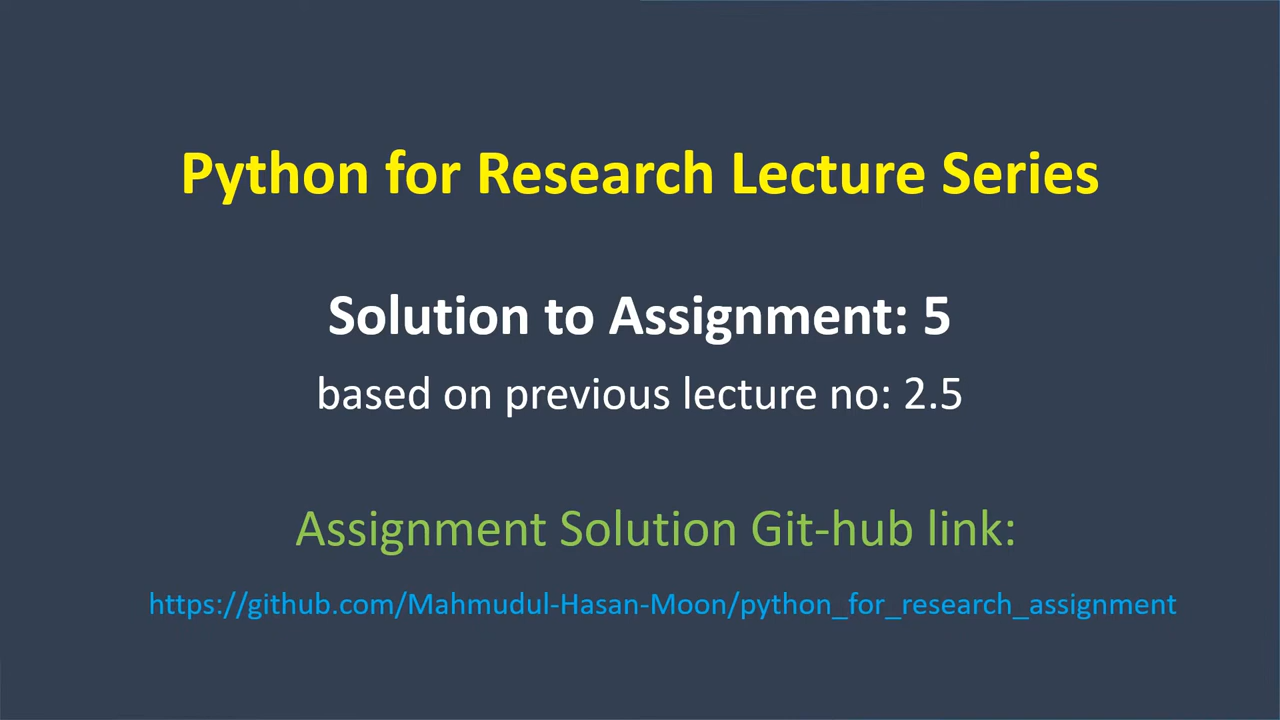 Python for Research Lecture Series
Solution to Assignment: 5
based on previous lecture no: 2.5
Assignment Solution Git-hub link:
https://github.com/Mahmudul-Hasan-Moon/python_for_research_assignment